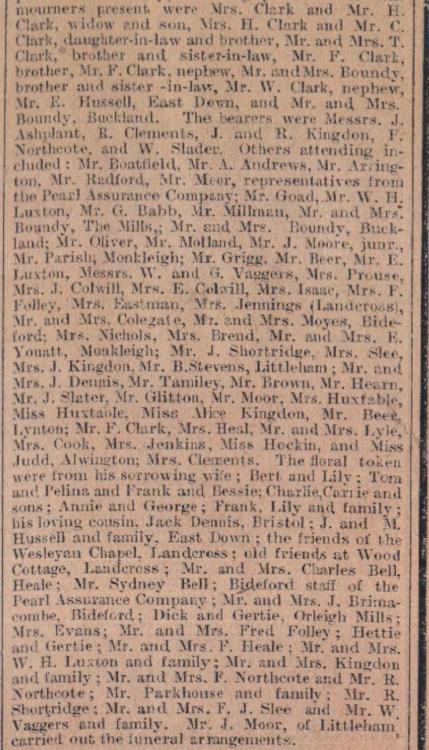 mourners present were Mrs. Clark and Mr. H.
Clark, widow and son, Mrs. H. Clark and Mr. C.
Clark, daughter-in-law and brother, Mr. and Mrs. T.
Clark, brother and sister-in-law, Mr. F. Clark,
brother, Mr. F. Clark, nephew, Mr. and Mrs. Boundy,
brother and sister -in-law, Mr. W. Clark, nephew,
Mr. E. Hussell, East Down, and Mr. and Mrs.
Boundy, Buckland. The bearers were Messrs. J.
Ashplant, R. Clements, J. and R. Kingdon, F.
Northcote, and W. Slader. Others attending in-
cluded: Mr. Boatfield, Mr. A. Andrews, Mr. Arring-
ton, Mr. Radford, Mr. Moor, representatives from
the Pearl Assurance Company; Mr. Goad, Mr. W. H.
Luxton, Mr. G. Babb, Mr. Millman, Mr. and Mrs.
Boundy, The Mills,; Mr. and Mrs. Boundy, Buck-
land; Mr. Oliver, Mr. Molland, Mr. J. Moore, junr.,
Mr. Parish, Monkleigh; Mr. Grigg, Mr. Beer, Mr. E.
Luxton, Messrs. W. and G. Vaggers, Mrs. Prouse,
Mrs. J. Colwill, Mrs. E. Colwill, Mrs. Isaac, Mrs. F.
Folley, Mrs. Eastman, Mrs. Jennings (Landcross),
Mr. and Mrs. Colegate, Mr. and Mrs. Moyes, Bide-
ford; Mrs. Nichols, Mrs. Brend, Mr. and Mrs. E.
Youatt, Monkleigh; Mr. J. Shortridge, Mrs. Slee,
Mrs. J. Kingdon, Mr. B. Stevens, Littleham; Mr. and
Mrs. J. Dennis, Mr. Tamiley, Mr. Brown, Mr. Hearn,
Mr. J. Slater, Mr. Glitton, Mr. Moor, Mrs. Huxtable,
Miss Huxtable, Miss Alice Kingdon, Mr. Beer,
Lynton; Mr. F. Clark, Mrs. Heal, Mr. and Mrs. Lyle,
Mrs. Cook, Mrs. Jenkins, Miss Hockin, and Miss
Judd, Alwington; Mrs. Clements. The floral token
were from his sorrowing wife; Bert and Lily; Tom
and Pelina and Frank and Bessie; Charlie, Carrie and
sons; Annie and George; Frank, Lily and family;
his loving cousin, Jack Dennis, Bristol; J. and M.
Hussell and family, East Down; the friends of the
Wesleyan Chapel, Landcross; old friends at Wood
Cottage, Landcross; Mr. and Mrs. Charles Bell,
Heale; Mr. Sydney Bell; Bideford staff of the
Pearl Assurance Company; Mr. and Mrs. J. Brima-
combe, Bideford; Dick and Gertie, Orleigh Mills;
Mrs. Evans; Mr. and Mrs. Fred Folley; Hettie
and Gertie; Mr. and Mrs. F. Heale; Mr. and Mrs.
W. H. Luxton and family; Mr. and Mrs. Kingdon
and family; Mr. and Mrs. F. Northcote and Mr. R.
Northcote; Mr. Parkhouse and family; Mr. R.
Shortridge; Mr. and Mrs. F. J. Slee and Mr. W
Vaggers and family. Mr. J. Moor, of Littleham
carried out the funeral arrangements.